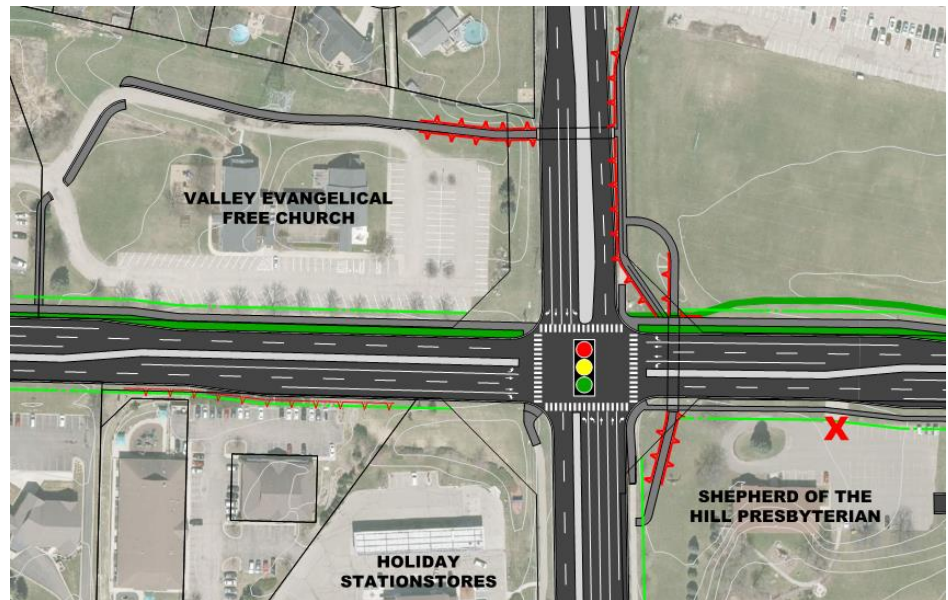 VALLEY EVANGELICAL
FREE CHURCH
X
SHEPHERD OF THE
HILL PRESBYTERIAN
HOLIDAY
STATIONSTORES